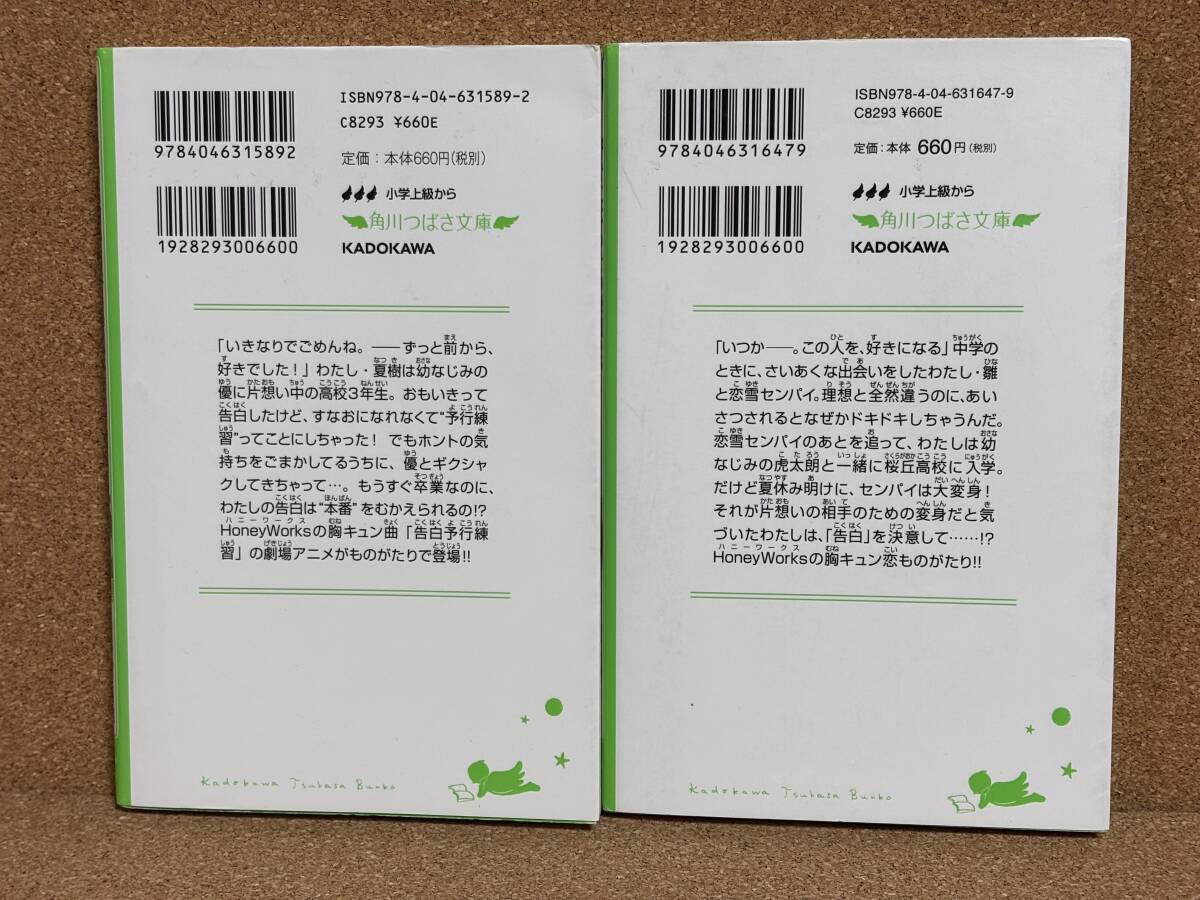 ISBN978-4-04-631589-2
C8293 ¥660E
9784046315892
定価：本体660円(税別)
小学上級から
角川つばさ文庫
1928293006600
KADOKAWA
「いきなりでごめんね。――ずっと前から、
好きでした！」わたし・夏樹は幼なじみの
優に片想い中の高校3年生。おもいきって
告白したけど、すなおになれなくて“予行練
習”ってことにしちゃった！ でもホントの気
持ちをごまかしてるうちに、優とギクシャ
クしてきちゃって…。もうすぐ卒業なのに、
わたしの告白は“本番”をむかえられるの!?
HoneyWorksの胸キュン曲「告白予行練
習」の劇場アニメがものがたりで登場!!
Kadokawa Tsubasa Bunko
ISBN978-4-04-631647-9
C8293 ¥660E
9784046316479
定価：本体 660円(税別)
小学上級から
角川つばさ文庫
1928293006600
KADOKAWA
「いつか――。この人を、好きになる」中学の
ときに、さいあくな出会いをしたわたし・雛
と恋雪センパイ。理想と全然違うのに、あい
さつされるとなぜかドキドキしちゃうんだ。
恋雪センパイのあとを追って、わたしは幼
なじみの虎太朗と一緒に桜丘高校に入学。
だけど夏休み明けに、センパイは大変身！
それが片想いの相手のための変身だと気
づいたわたしは、「告白」を決意して……!?
HoneyWorksの胸キュン恋ものがたり!!
Kadokawa Tsubasa Bunko